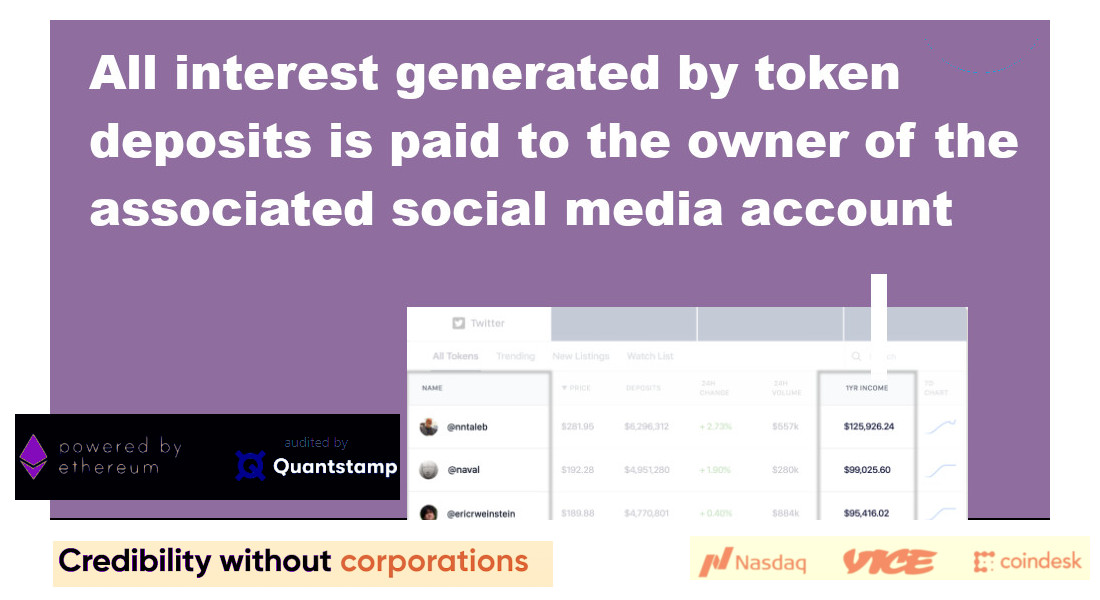 All interest generated by token
deposits is paid to the owner of the
associated social media account
Twitter
All Tokens Trending New Listings Watch List
NAME ▼ PRICE DEPOSITS 24H CHANGE 24H VOLUME 1YR INCOME 7D CHART
@nntaleb $281.95 $6,296,312 +2.73% $557k $125,926.24
@naval $192.28 $4,951,280 +1.90% $280k $99,025.60
@ericrweinstein $189.88 $4,770,801 +0.40% $884k $95,416.02
powered by
ethereum
audited by
Quantstamp
Credibility without corporations
Nasdaq VICE coindesk